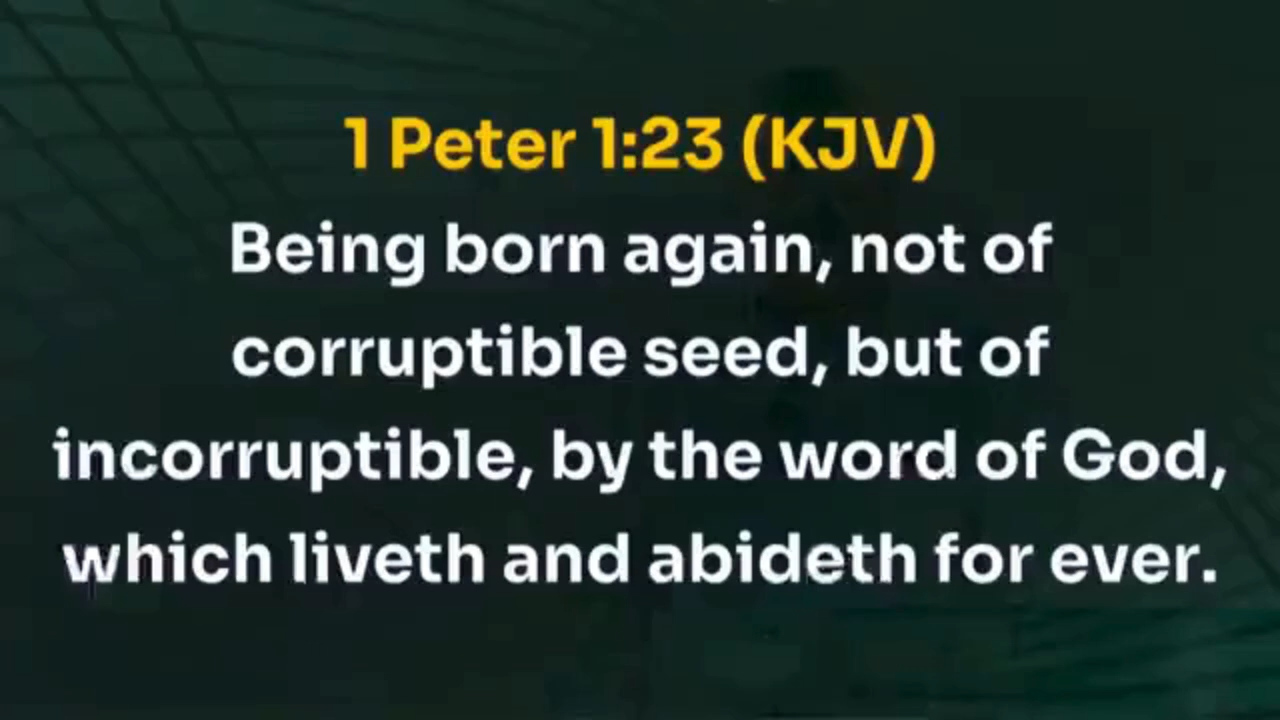 1 Peter 1:23 (KJV)
Being born again, not of
corruptible seed, but of
incorruptible, by the word of God,
which liveth and abideth for ever.